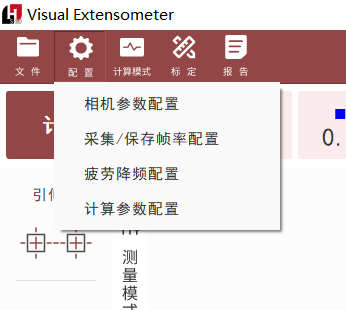 Visual Extensometer
文件 配置 计算模式 标定 报告
相机参数配置
采集/保存帧率配置
疲劳降频配置
计算参数配置
0.
测量模